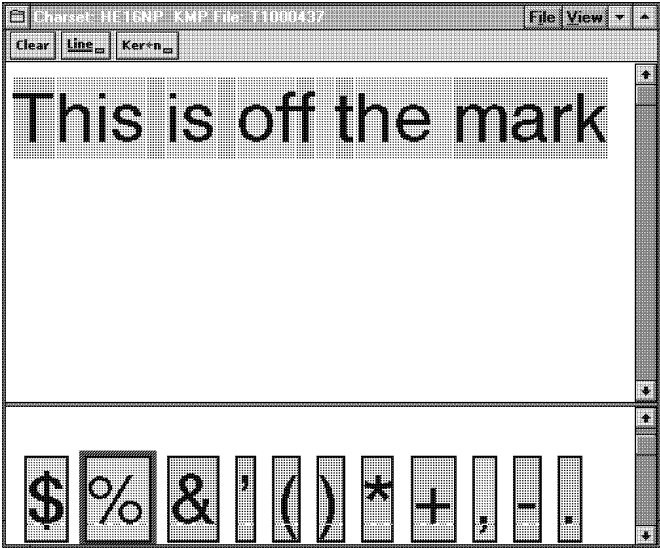 Charset: HE16NP KMP File: T1000437 File View
Clear Line Ker*n
This is off the mark
$ % & ' ( ) * + , - .